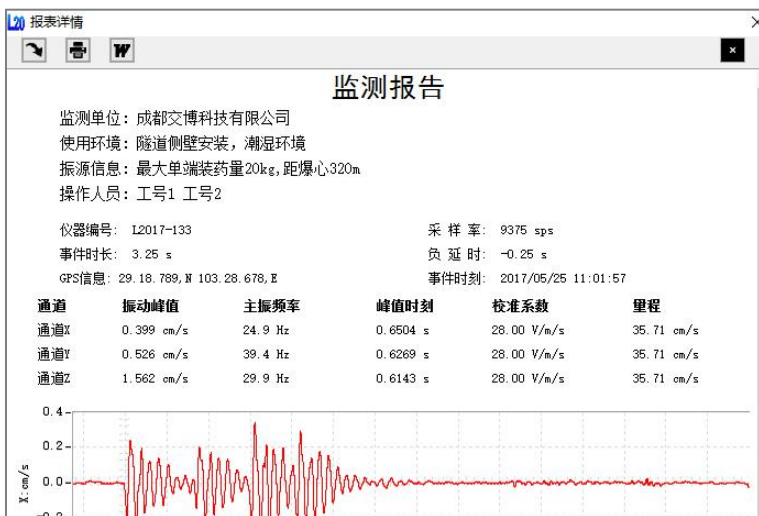 L20 报表详情
W
监测报告
监测单位: 成都交博科技有限公司
使用环境: 隧道侧壁安装, 潮湿环境
振源信息: 最大单端装药量20kg,距爆心320m
操作人员: 工号1 工号2
仪器编号: L2017-133 采 样 率: 9375 sps
事件时长: 3.25 s 负 延 时: -0.25 s
GPS信息: 29.18.789,N 103.28.678,E 事件时刻: 2017/05/25 11:01:57
通道 振动峰值 主振频率 峰值时刻 校准系数 量程
通道X 0.399 cm/s 24.9 Hz 0.6504 s 28.00 V/m/s 35.71 cm/s
通道Y 0.526 cm/s 39.4 Hz 0.6269 s 28.00 V/m/s 35.71 cm/s
通道Z 1.562 cm/s 29.9 Hz 0.6143 s 28.00 V/m/s 35.71 cm/s
0.4
0.2
X:cm/s
0.0
-0.2